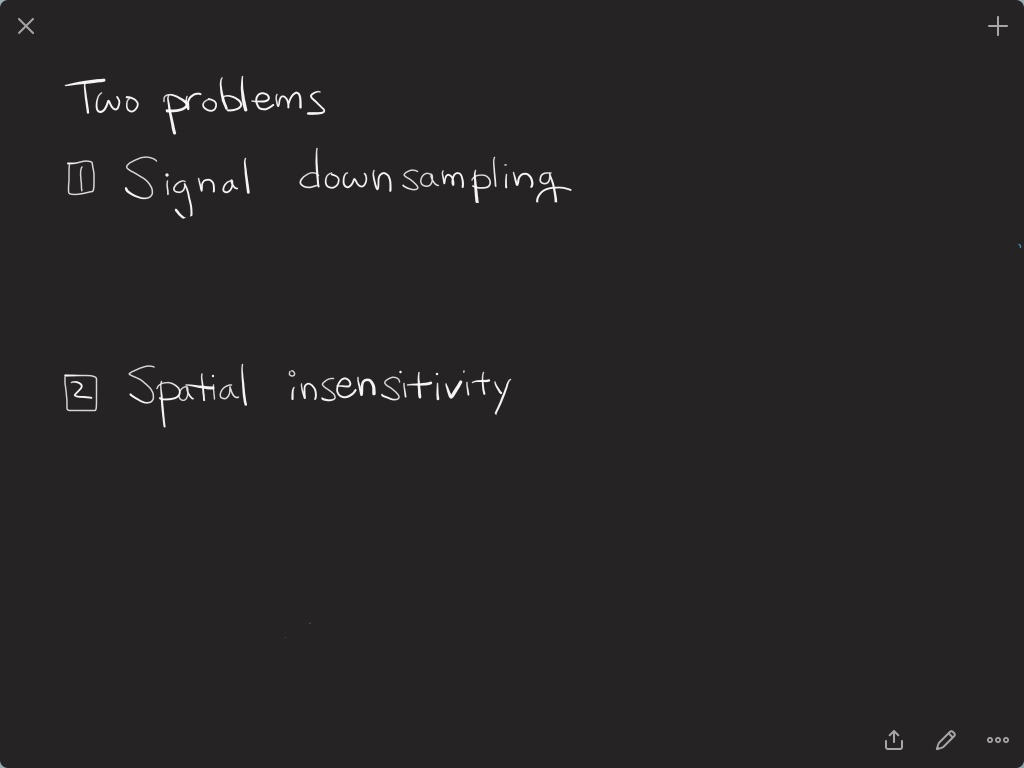 Two problems
1 Signal downsampling
2 Spatial insensitivity